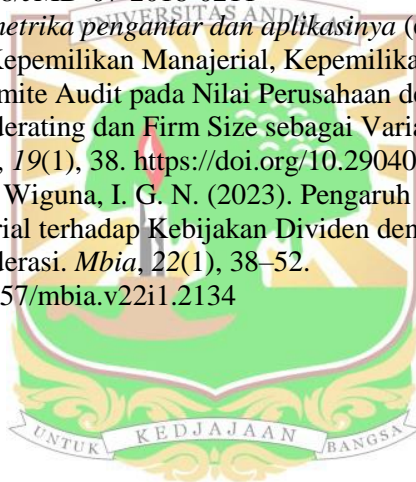 UNIVERSITAS ANDALAS
metrika pengantar dan aplikasinya (
Kepemilikan Manajerial, Kepemilika
mite Audit pada Nilai Perusahaan de
derating dan Firm Size sebagai Varia
, 19(1), 38. https://doi.org/10.29040
Wiguna, I. G. N. (2023). Pengaruh
rial terhadap Kebijakan Dividen den
derasi. Mbia, 22(1), 38–52.
57/mbia.v22i1.2134
UNTUK KEDJAJAAN BANGSA